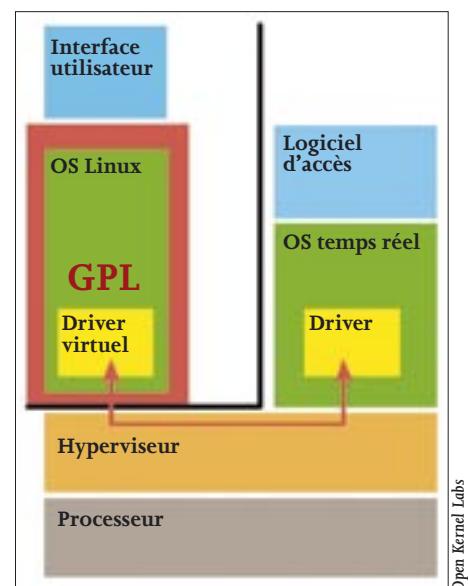 Interface
utilisateur
OS Linux
GPL
Driver
virtuel
Logiciel
d'accès
OS temps réel
Driver
Hyperviseur
Processeur
Open Kernel Labs